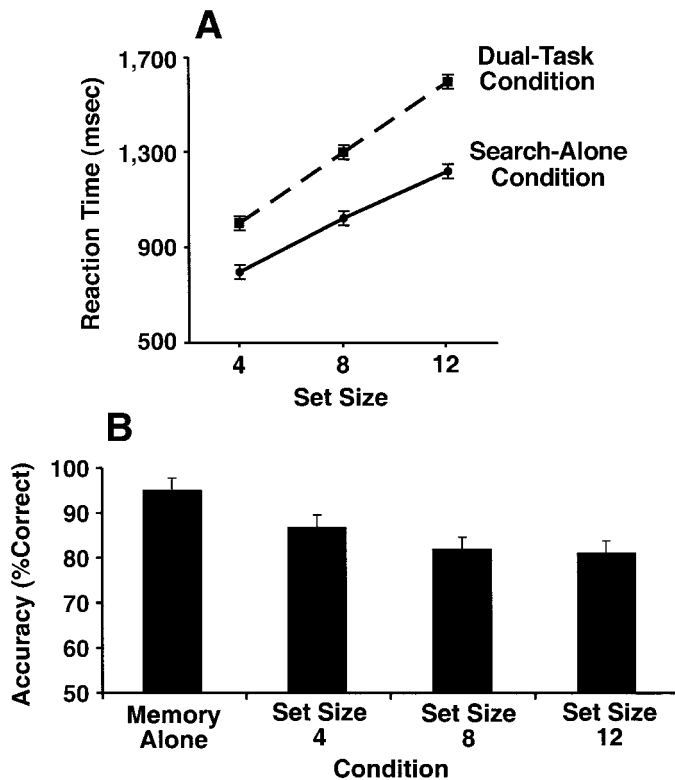 A
1,700
1,300
900
500
Reaction Time (msec)
Dual-Task
Condition
Search-Alone
Condition
4 8 12
Set Size
B
100
90
80
70
60
50
Accuracy (%Correct)
Memory
Alone
Set Size
4
Set Size
8
Set Size
12
Condition